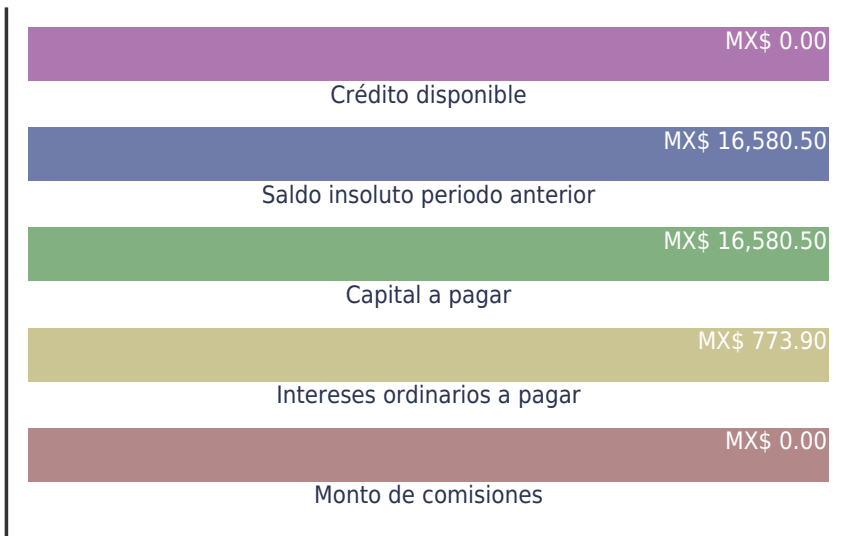 MX$ 0.00
Crédito disponible
MX$ 16,580.50
Saldo insoluto periodo anterior
MX$ 16,580.50
Capital a pagar
MX$ 773.90
Intereses ordinarios a pagar
MX$ 0.00
Monto de comisiones